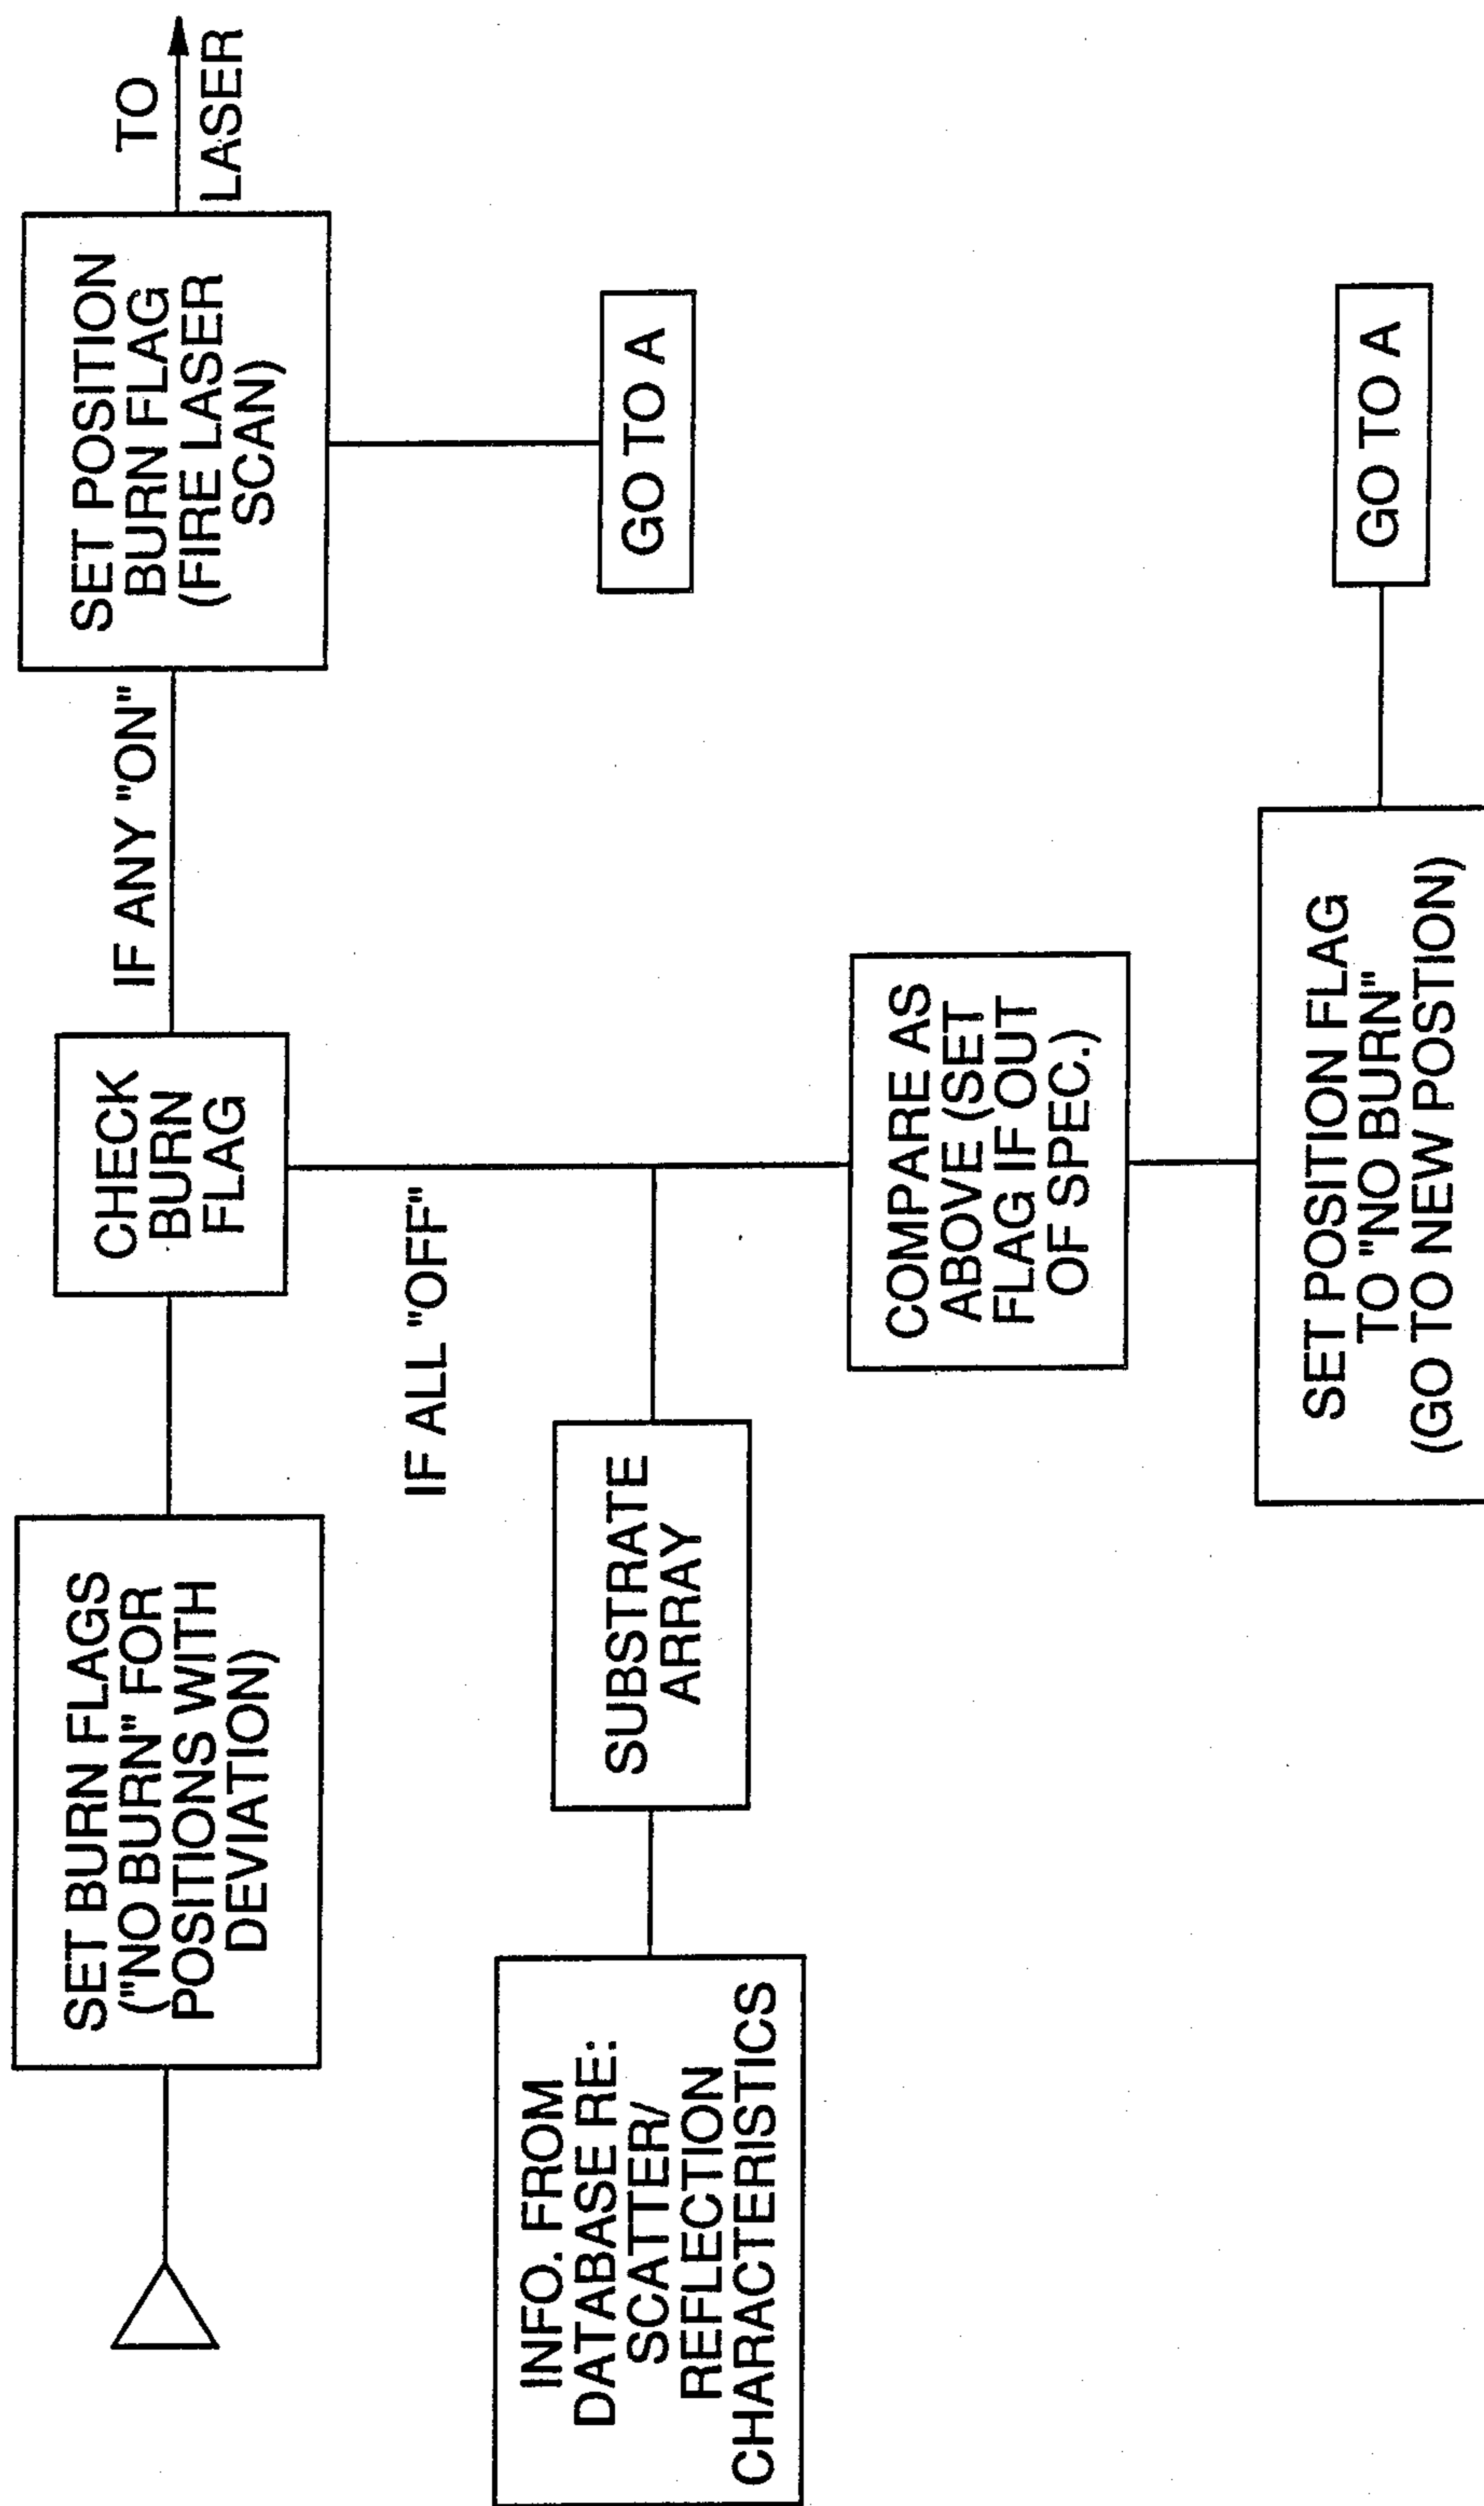 SET BURN FLAGS
("NO BURN" FOR
POSITIONS WITH
DEVIATION)
CHECK
BURN
FLAG
IF ANY "ON"
SET POSITION
BURN FLAG
(FIRE LASER
SCAN)
TO
LASER
IF ALL "OFF"
GO TO A
INFO. FROM
DATABASE RE:
SCATTER/
REFLECTION
CHARACTERISTICS
SUBSTRATE
ARRAY
COMPARE AS
ABOVE (SET
FLAG IF OUT
OF SPEC.)
SET POSITION FLAG
TO "NO BURN"
(GO TO NEW POSTION)
GO TO A